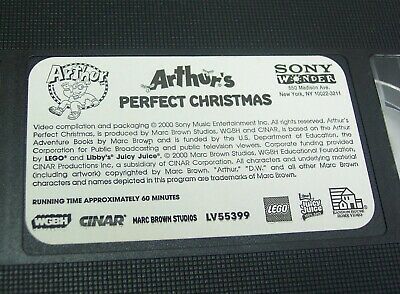 ARTHUR
Arthur's
PERFECT CHRISTMAS
SONY
WONDER
550 Madison Ave.
New York, NY 10022-3211
Video compilation and packaging © 2000 Sony Music Entertainment Inc. All rights reserved. Arthur's
Perfect Christmas, is produced by Marc Brown Studios, WGBH and CINAR, is based on the Arthur
Adventure Books by Marc Brown and is funded by the U.S. Department of Education, the
Corporation for Public Broadcasting and public television viewers. Corporate funding provided
by LEGO® and Libby's® Juicy Juice®. © 2000 Marc Brown Studios, WGBH Educational Foundation,
CINAR Productions Inc. or CINAR Corporation. All characters and underlying material
(including artwork) copyrighted by Marc Brown. "Arthur," "D.W." and all other Marc Brown
characters and names depicted in this program are trademarks of Marc Brown.
RUNNING TIME APPROXIMATELY 60 MINUTES
WGBH
CINAR
MARC BROWN STUDIOS
LV55399
LEGO
JUICY
JUICE
RANDOM HOUSE
HOME VIDEO